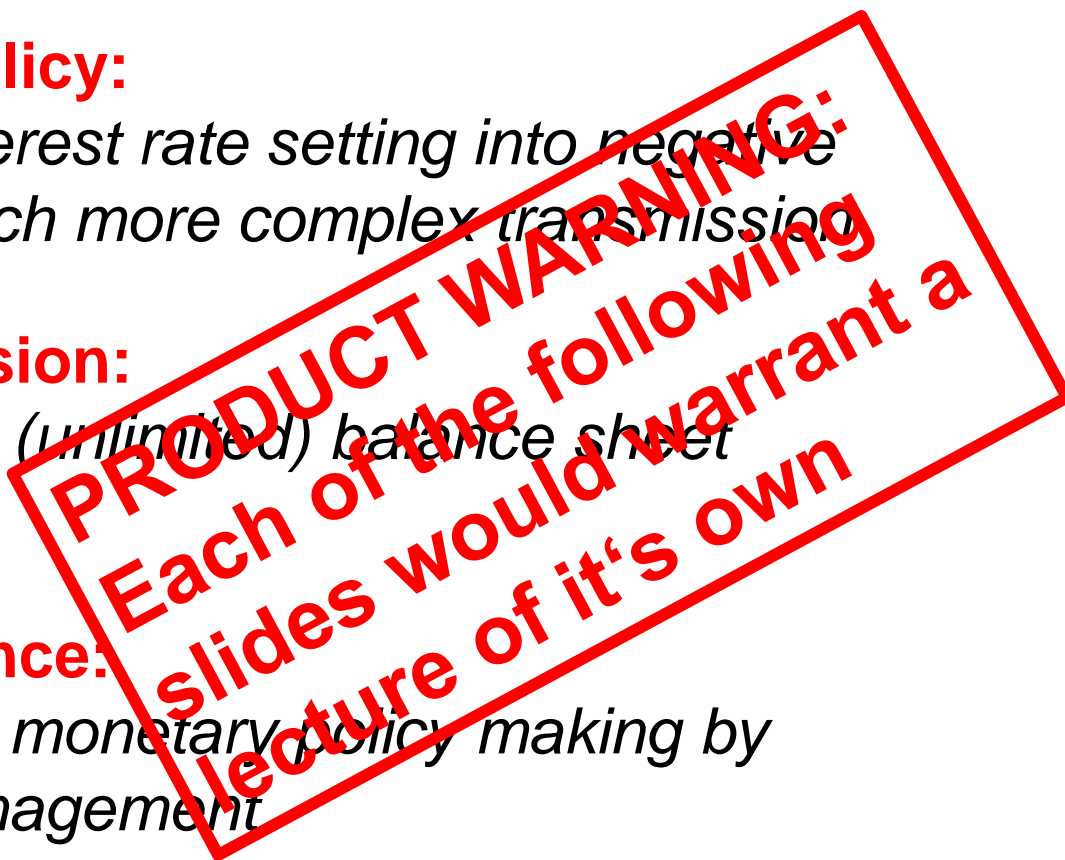 licy:
erest rate setting into negative
ch more complex transmission
sion:
(unlimited) balance sheet
nce:
monetary policy making by
nagement
PRODUCT WARNING:
Each of the following
slides would warrant a
lecture of it‘s own